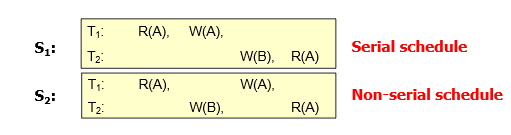 S1:
T1: R(A), W(A),
T2: W(B), R(A)
Serial schedule
S2:
T1: R(A), W(A),
T2: W(B), R(A)
Non-serial schedule